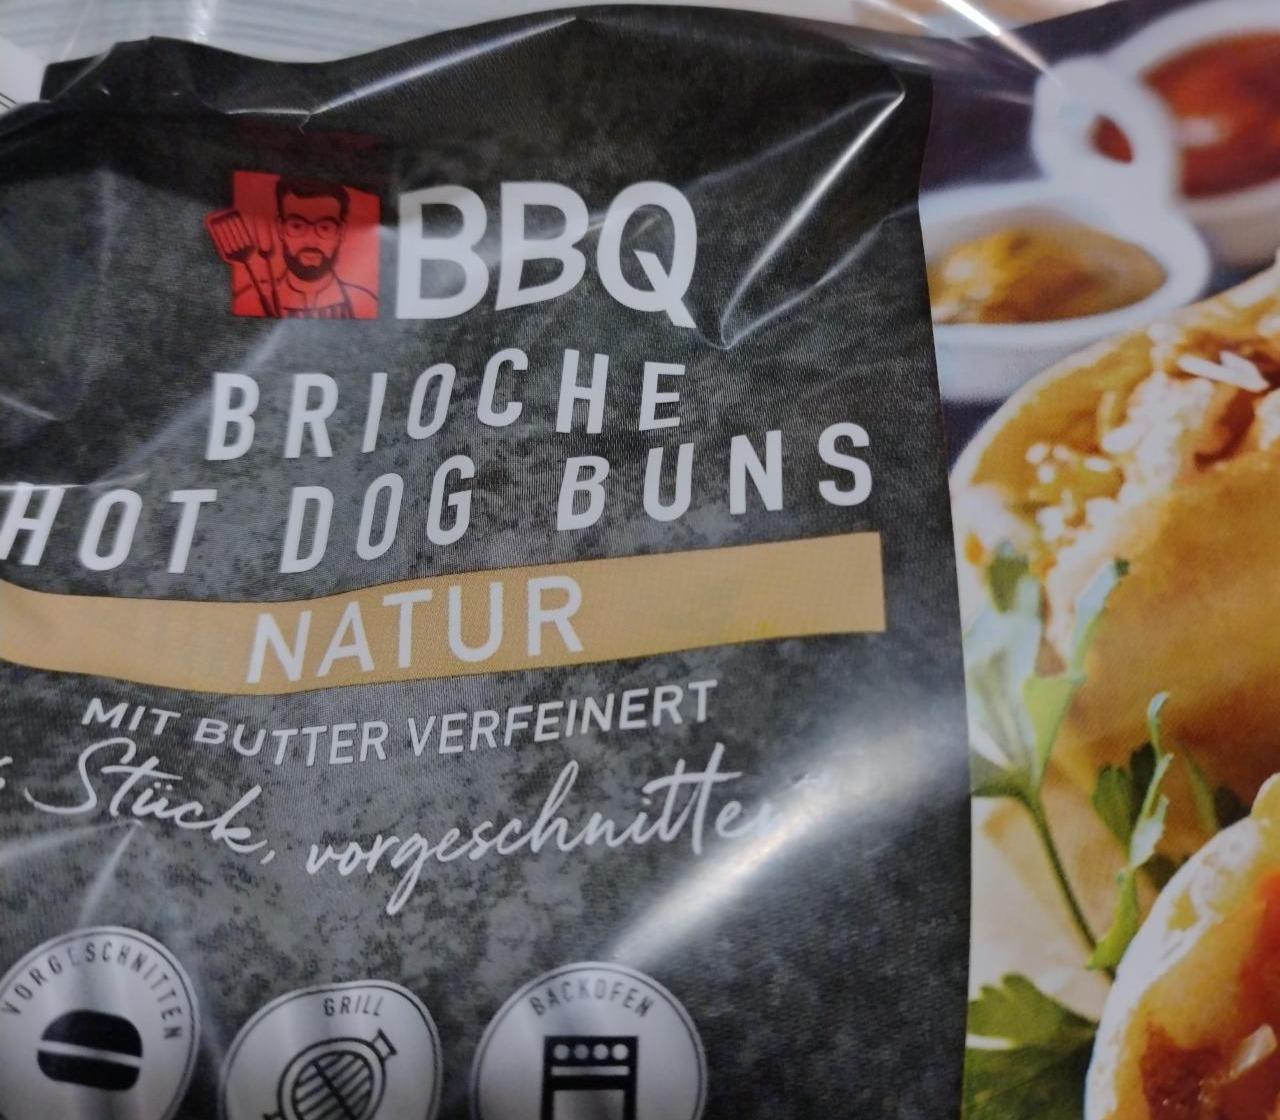 BBQ
BRIOCHE
HOT DOG BUNS
NATUR
MIT BUTTER VERFEINERT
Stück, vorgeschnitten
VORGESCHNITTEN
GRILL
BACKOFEN